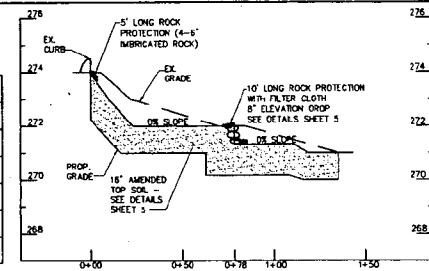 276
276
5' LONG ROCK
PROTECTION (4-6"
IMBRICATED ROCK)
EX.
CURB
EX.
GRADE
274
274
10' LONG ROCK PROTECTION
WITH FILTER CLOTH
8" ELEVATION DROP
SEE DETAILS SHEET 5
0% SLOPE
272
272
0% SLOPE
PROP.
GRADE
18" AMENDED
TOP SOIL -
SEE DETAILS
SHEET 5
270
270
268
268
0+00
0+50
0+78
1+00
1+50